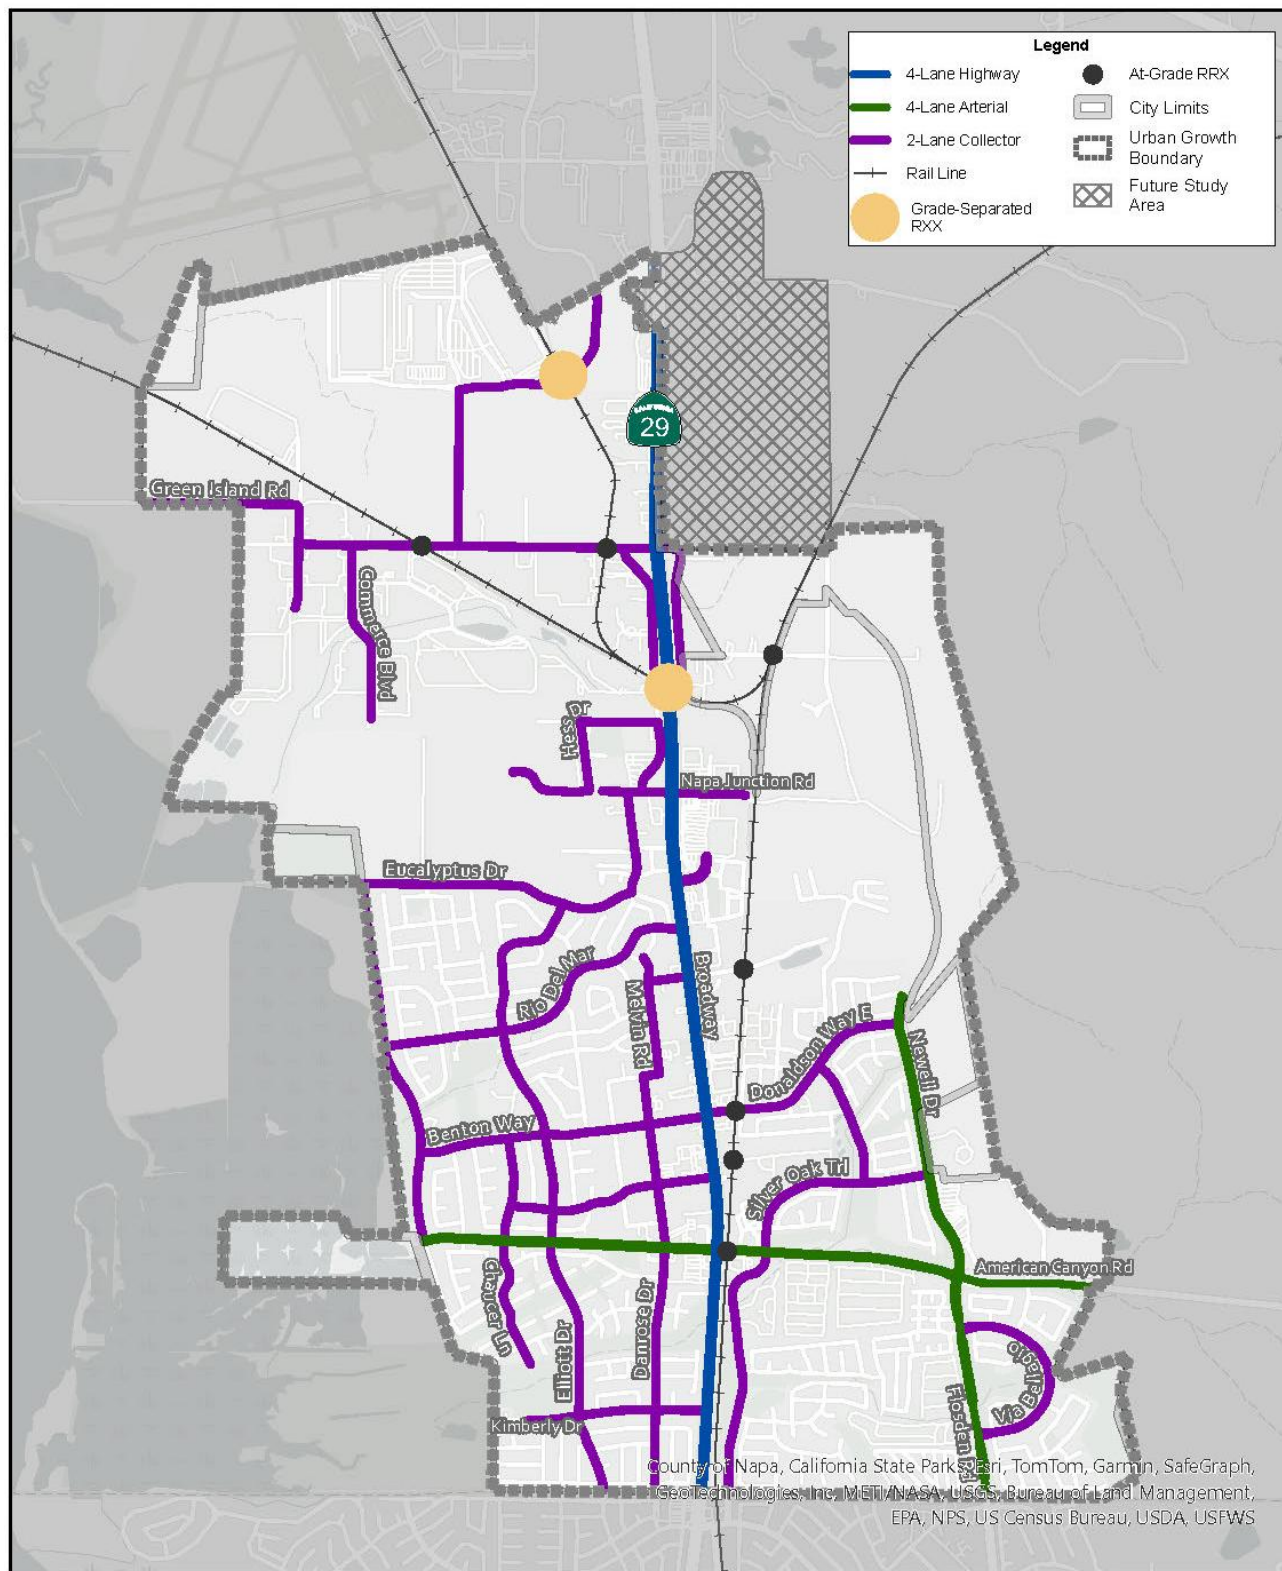 Legend
4-Lane Highway
At-Grade RRX
4-Lane Arterial
City Limits
2-Lane Collector
Urban Growth
Boundary
Rail Line
Grade-Separated
RXX
Future Study
Area
CALIFORNIA
29
Green Island Rd
Commerce Blvd
Hess Dr
Napa Junction Rd
Eucalyptus Dr
Rio Del Mar
Melvin Rd
Broadway
Donaldson Way E
Newell Dr
Benton Way
Silver Oak Trl
American Canyon Rd
Chaucer Ln
Elliott Dr
Danrose Dr
Via Bellagio
Kimberly Dr
Flosden Rd
County of Napa, California State Parks, Esri, TomTom, Garmin, SafeGraph,
GeoTechnologies, Inc, METI/NASA, USGS, Bureau of Land Management,
EPA, NPS, US Census Bureau, USDA, USFWS